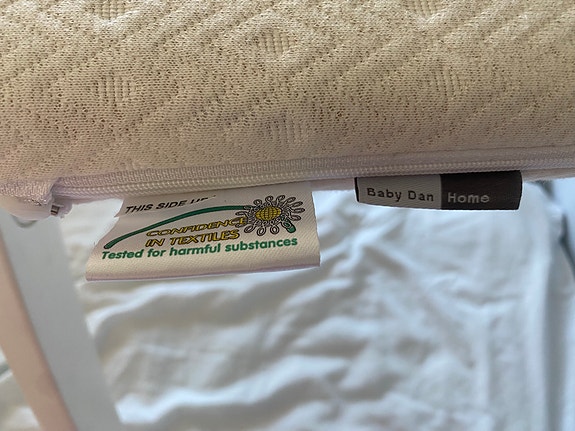 THIS SIDE UP
CONFIDENCE
IN TEXTILES
Tested for harmful substances
Baby Dan Home